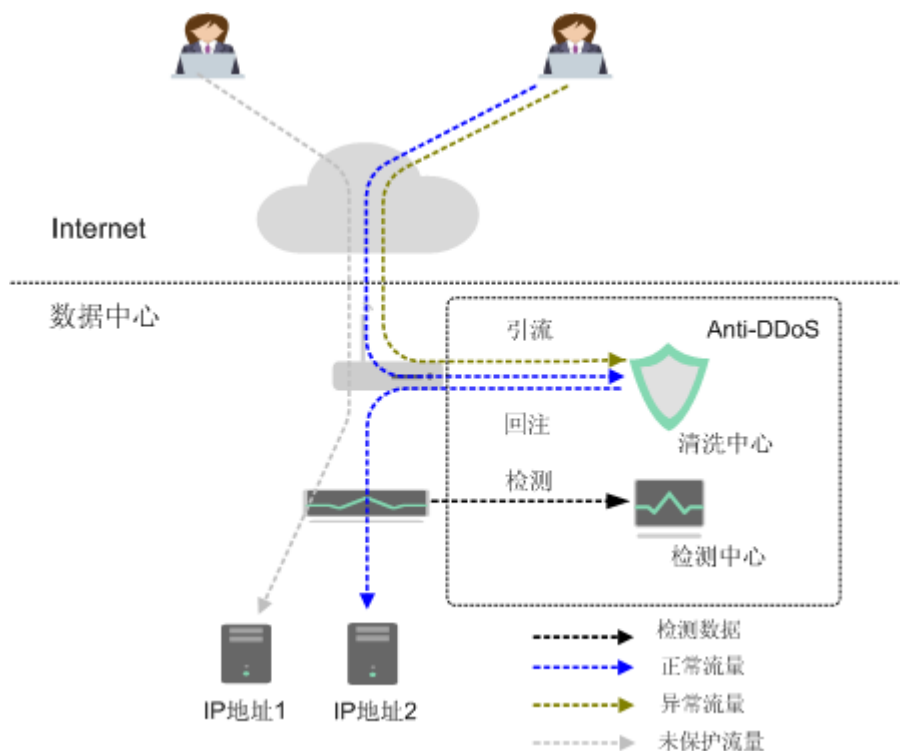 Internet
数据中心
引流
Anti-DDoS
回注
清洗中心
检测
检测中心
IP地址1
IP地址2
检测数据
正常流量
异常流量
未保护流量